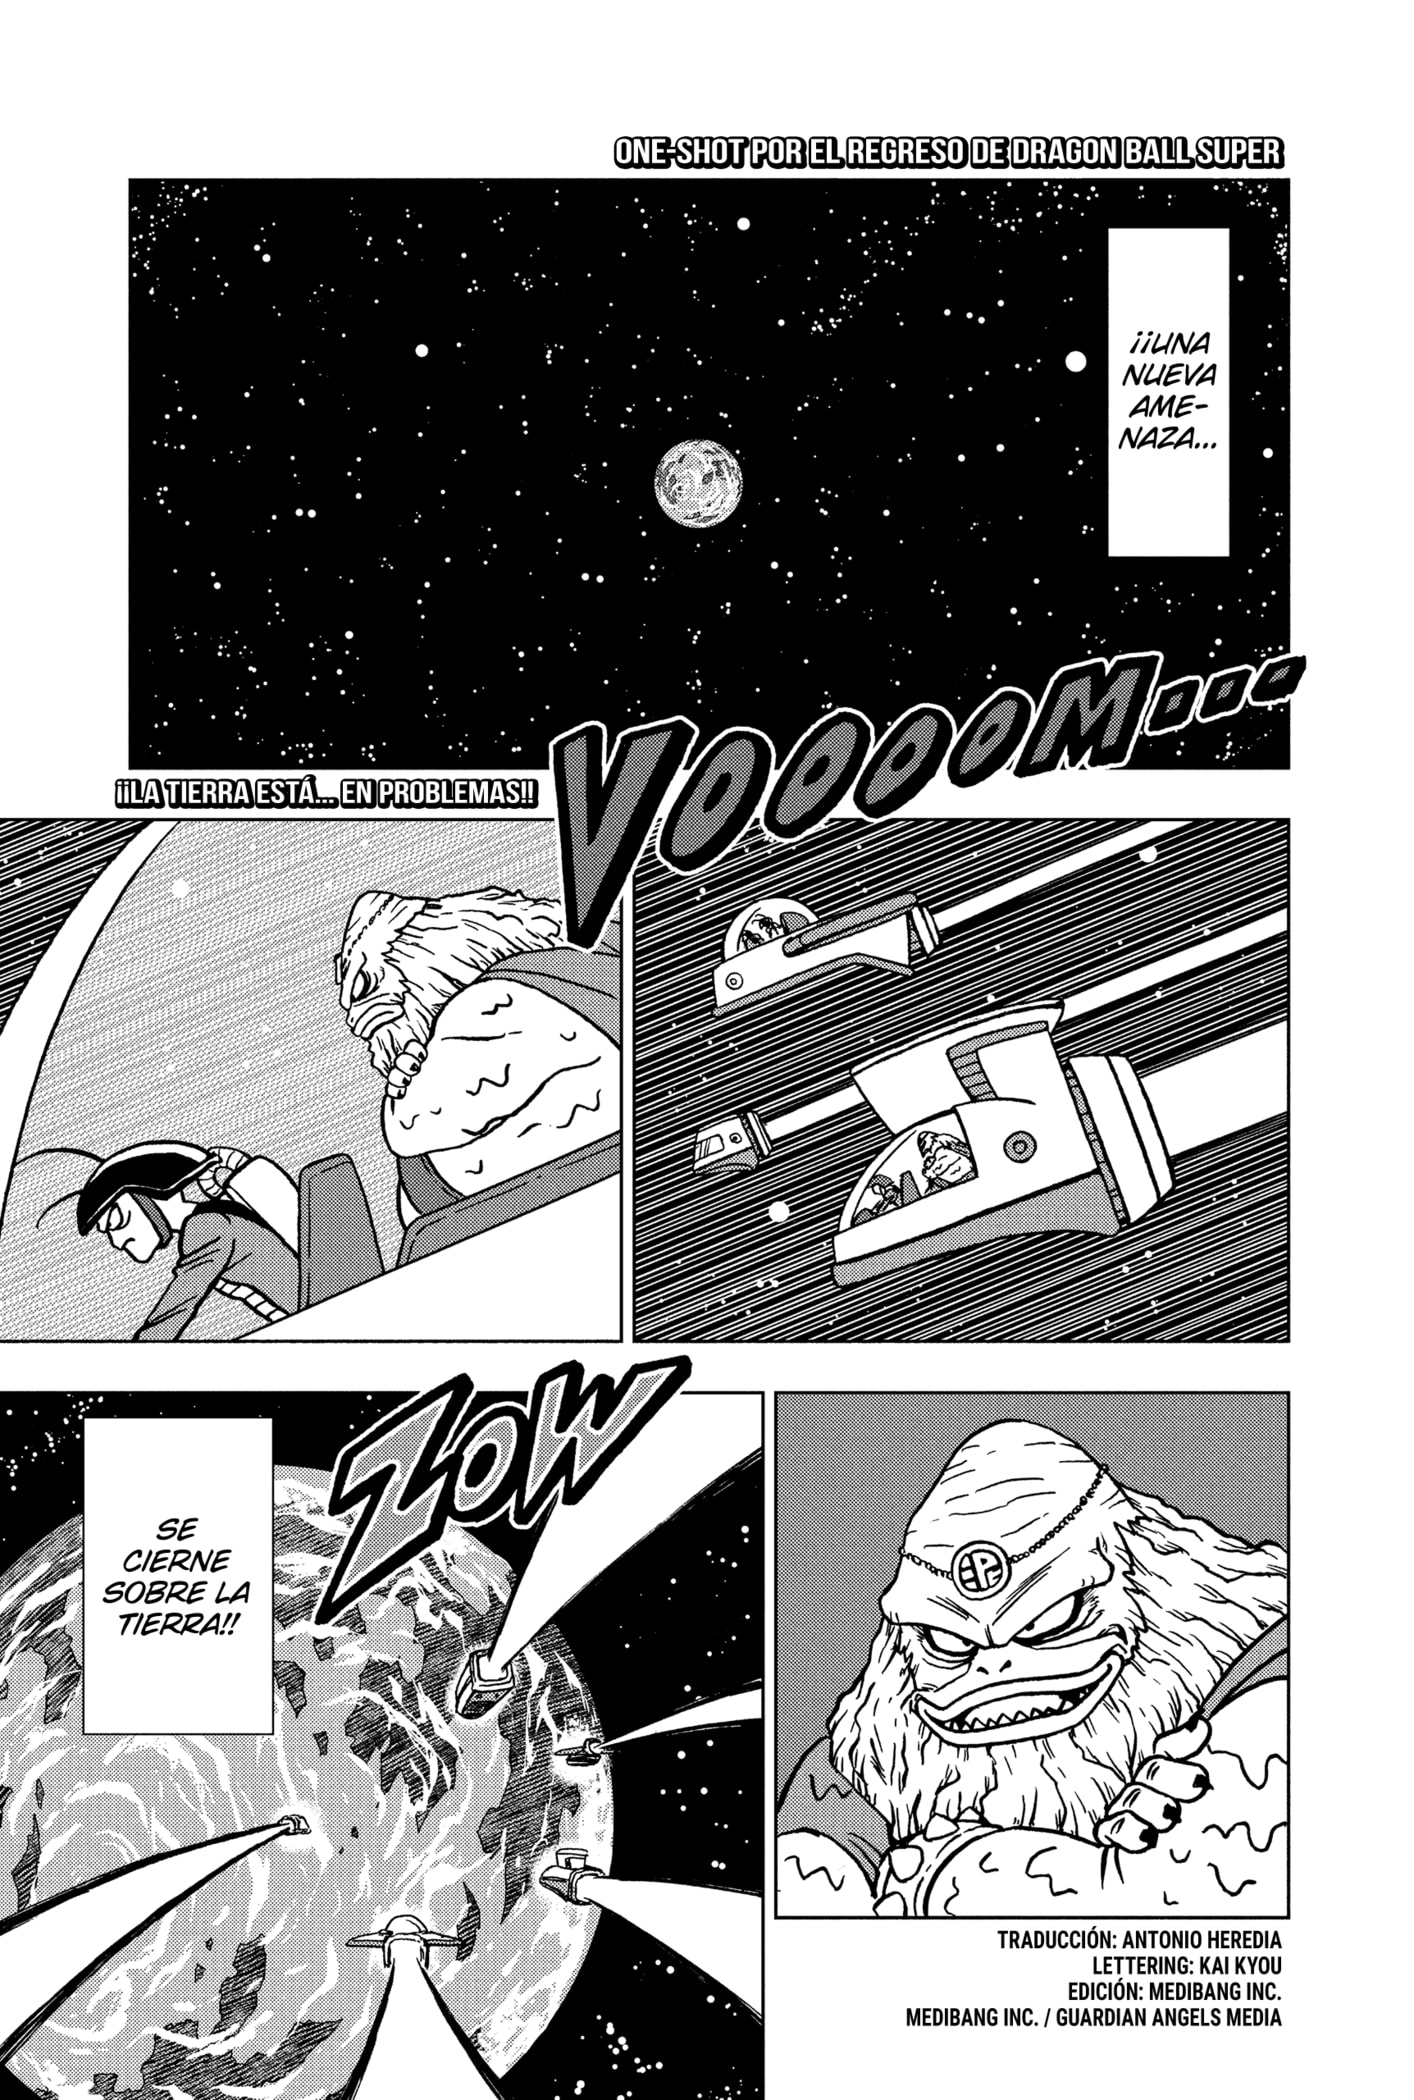 ONE-SHOT POR EL REGRESO DE DRAGON BALL SUPER
¡¡UNA
NUEVA
AME-
NAZA...
VOOOOOM...
¡¡LA TIERRA ESTÁ... EN PROBLEMAS!!
ZOW
SE
CIERNE
SOBRE LA
TIERRA!!
TRADUCCIÓN: ANTONIO HEREDIA
LETTERING: KAI KYOU
EDICIÓN: MEDIBANG INC.
MEDIBANG INC. / GUARDIAN ANGELS MEDIA